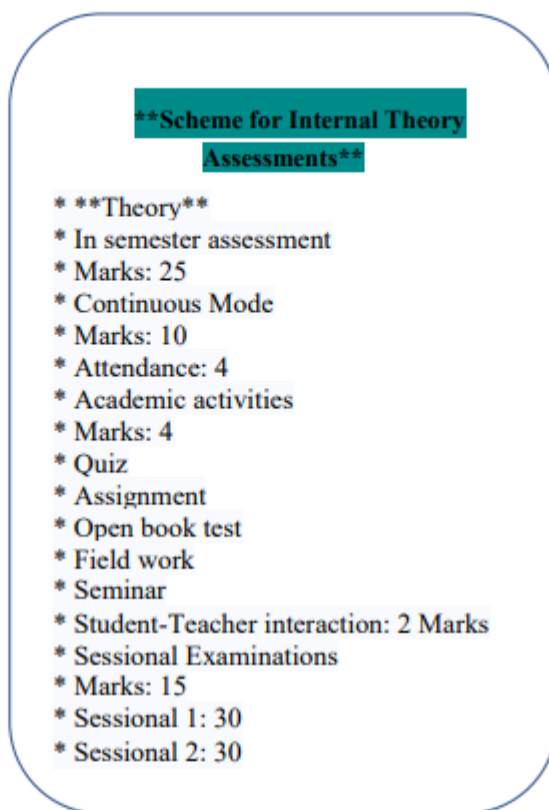 **Scheme for Internal Theory
Assessments**
* **Theory**
* In semester assessment
* Marks: 25
* Continuous Mode
* Marks: 10
* Attendance: 4
* Academic activities
* Marks: 4
* Quiz
* Assignment
* Open book test
* Field work
* Seminar
* Student-Teacher interaction: 2 Marks
* Sessional Examinations
* Marks: 15
* Sessional 1: 30
* Sessional 2: 30